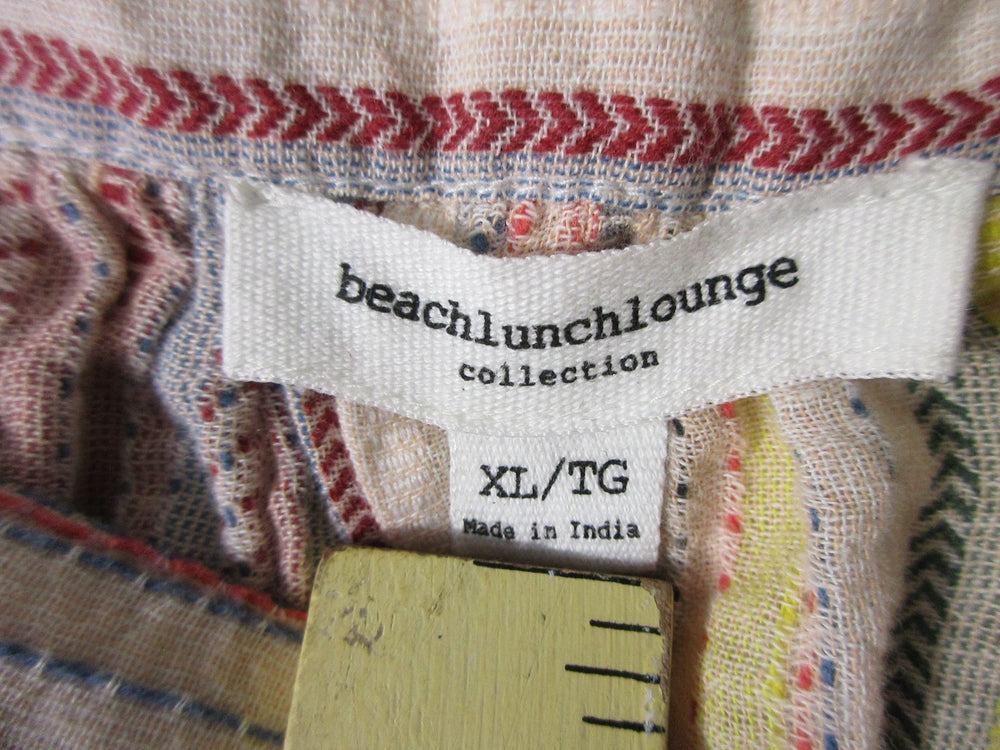 beachlunchlounge
collection
XL/TG
Made in India